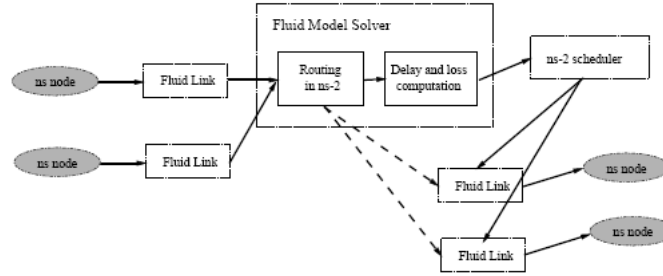 Fluid Model Solver
ns node
Fluid Link
Routing
in ns-2
Delay and loss
computation
ns-2 scheduler
ns node
Fluid Link
Fluid Link
ns node
Fluid Link
ns node